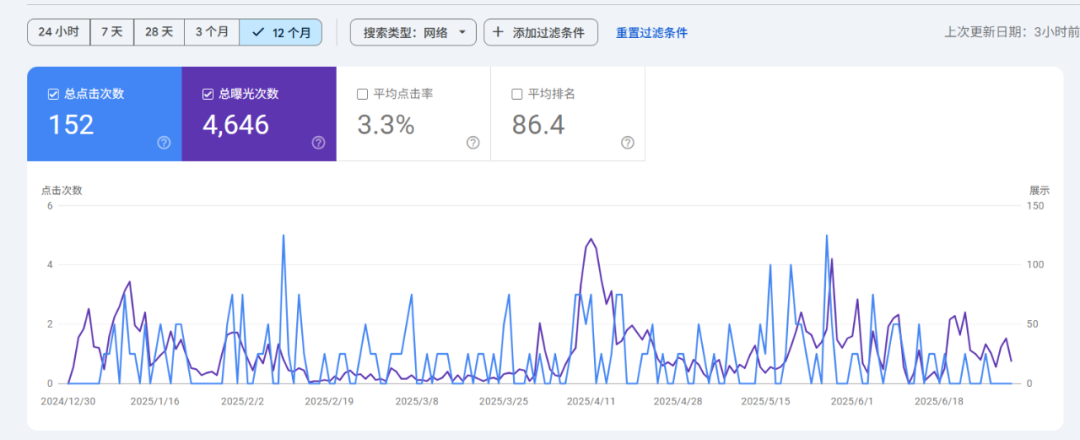 24 小时 7 天 28 天 3 个月 12 个月 搜索类型：网络 添加过滤条件 重置过滤条件 上次更新日期：3小时前
总点击次数 总曝光次数 平均点击率 平均排名
152 4,646 3.3% 86.4
点击次数 展示
6 150
4 100
2 50
0 0
2024/12/30 2025/1/16 2025/2/2 2025/2/19 2025/3/8 2025/3/25 2025/4/11 2025/4/28 2025/5/15 2025/6/1 2025/6/18